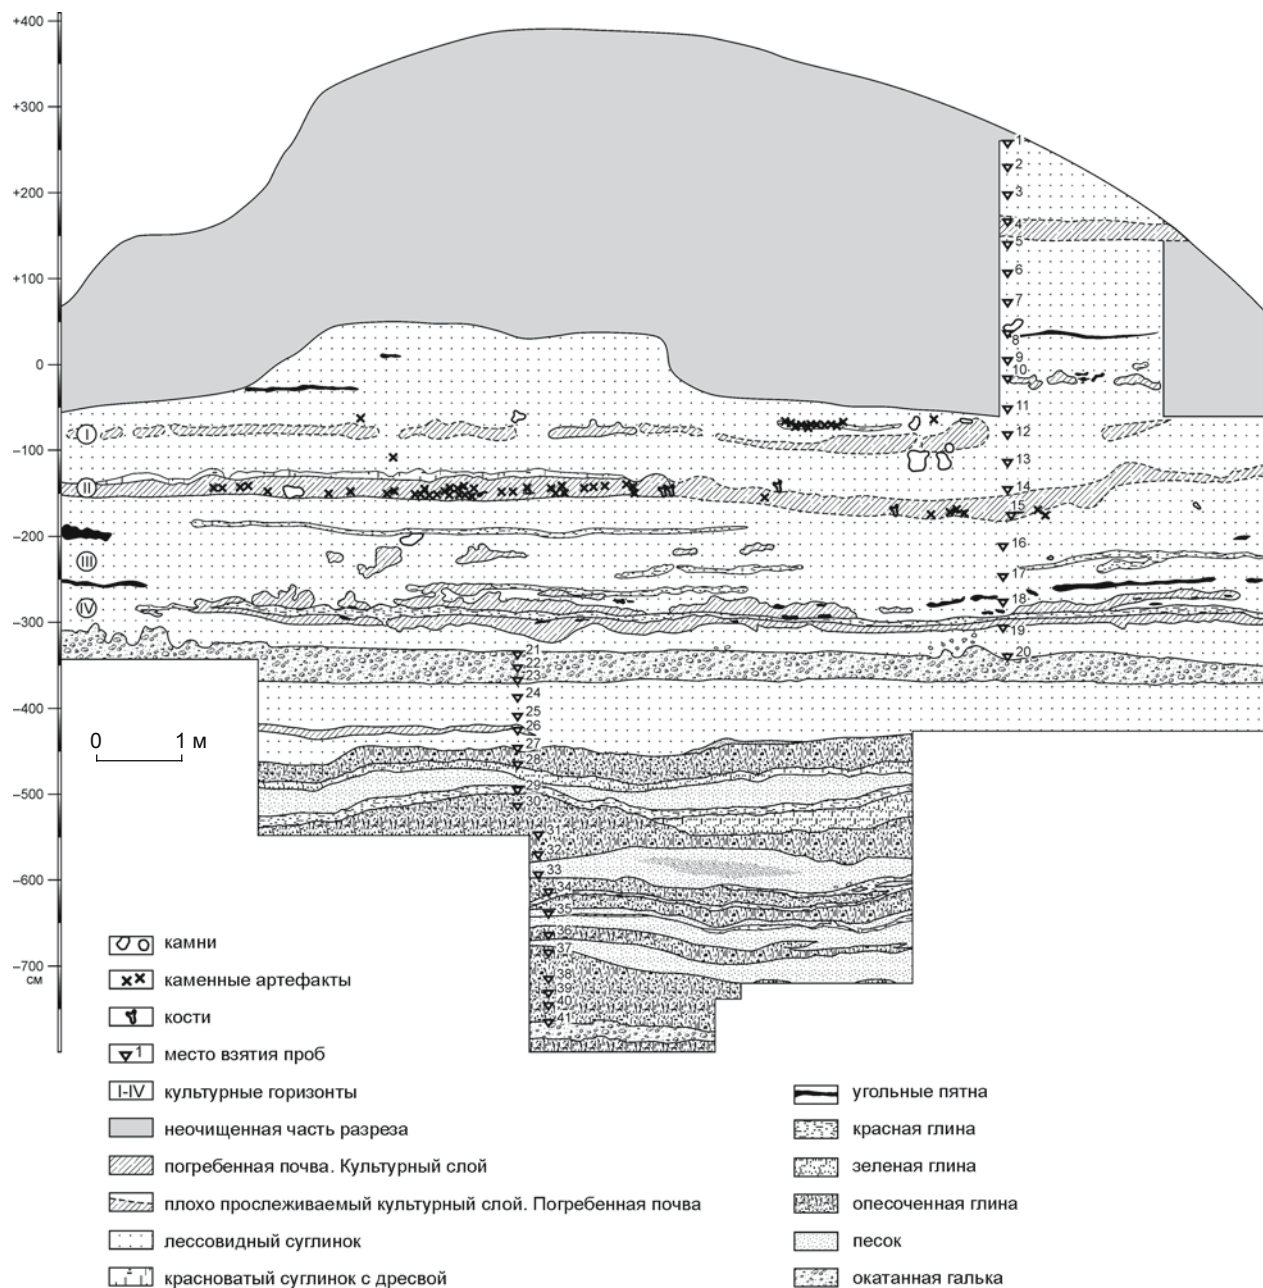 +400
+300
+200
+100
0
–100
–200
–300
–400
–500
–600
–700
см
I
II
III
IV
1
2
3
4
5
6
7
8
9
10
11
12
13
14
15
16
17
18
19
20
21
22
23
24
25
26
27
28
29
30
31
32
33
34
35
36
37
38
39
40
41
0 1 м
камни
каменные артефакты
кости
1 место взятия проб
I-IV культурные горизонты
неочищенная часть разреза
погребенная почва. Культурный слой
плохо прослеживаемый культурный слой. Погребенная почва
лессовидный суглинок
красноватый суглинок с дресвой
угольные пятна
красная глина
зеленая глина
опесоченная глина
песок
окатанная галька